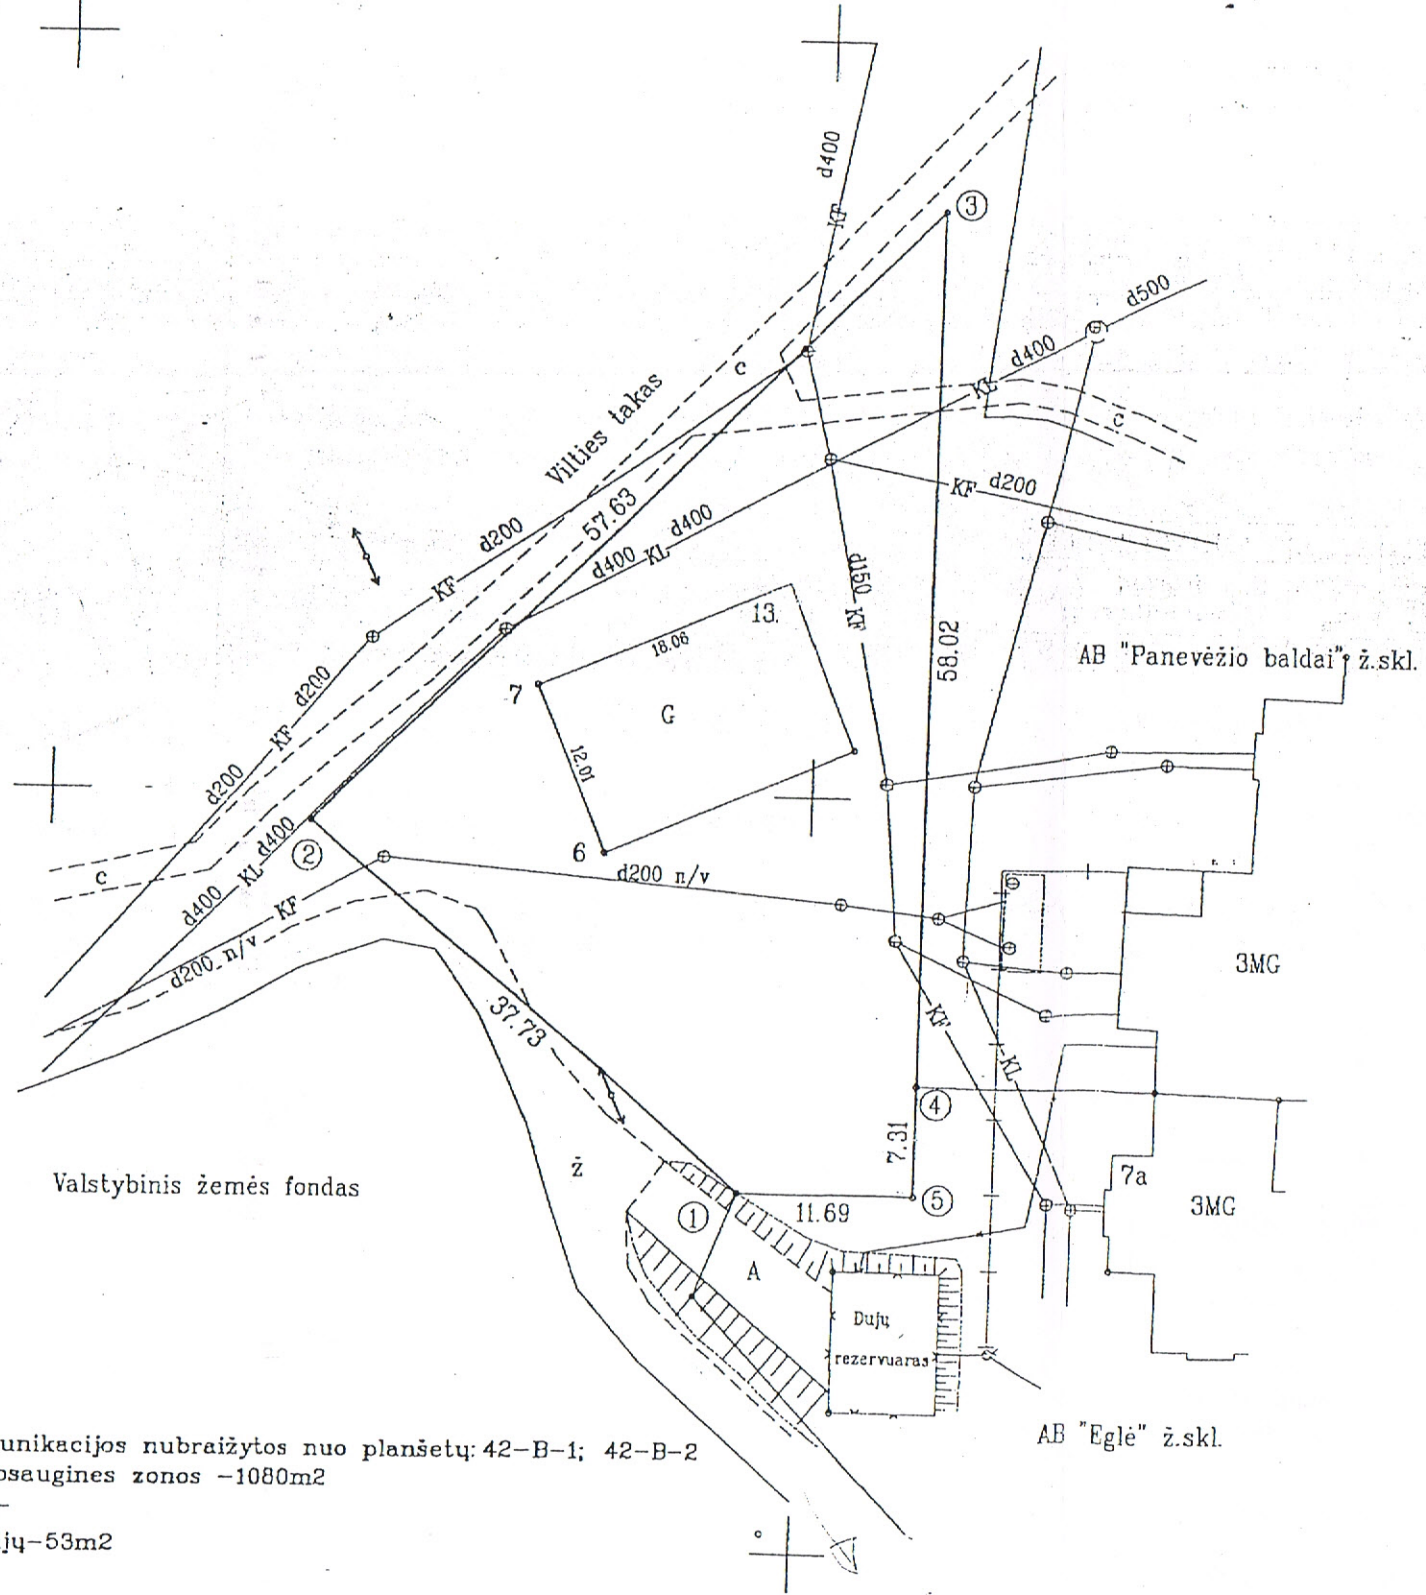 d400
KF
3
d500
d400
KL
c
c
Vilties takas
57.63
d200
KF
d400
KL
d400
KF
d200
d150
KF
13.
18.06
58.02
AB "Panevėžio baldai" ž.skl.
d200
KF
7
G
12.01
d200
d400
2
KL
6
d200 n/v
c
d400
KF
d200 n/v
3MG
37.73
KF
KL
4
7.31
Valstybinis žemės fondas
ž
7a
1
11.69
5
3MG
A
Dujų
rezervuaras
AB "Eglė" ž.skl.
unikacijos nubraižytos nuo planšetų: 42-B-1; 42-B-2
psaugines zonos -1080m2
jų-53m2